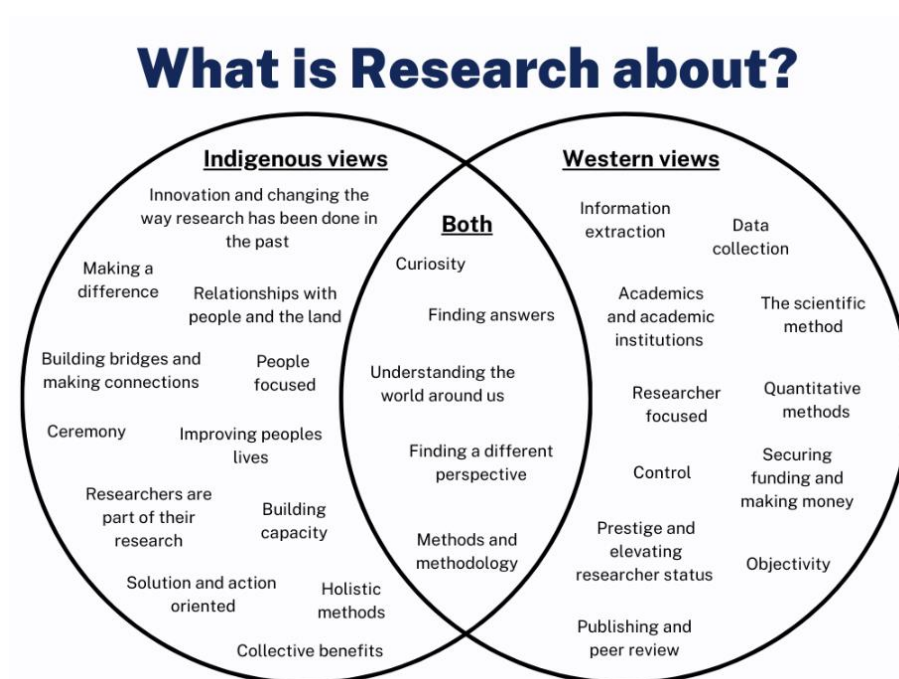 What is Research about?
Indigenous views
Innovation and changing the
way research has been done in
the past
Making a
difference
Relationships with
people and the land
Building bridges and
making connections
People
focused
Ceremony
Improving peoples
lives
Researchers are
part of their
research
Building
capacity
Solution and action
oriented
Holistic
methods
Collective benefits
Both
Curiosity
Finding answers
Understanding the
world around us
Finding a different
perspective
Methods and
methodology
Western views
Information
extraction
Data
collection
Academics
and academic
institutions
The scientific
method
Researcher
focused
Quantitative
methods
Control
Securing
funding and
making money
Prestige and
elevating
researcher status
Objectivity
Publishing and
peer review